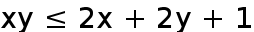 xy ≤ 2x + 2y + 1